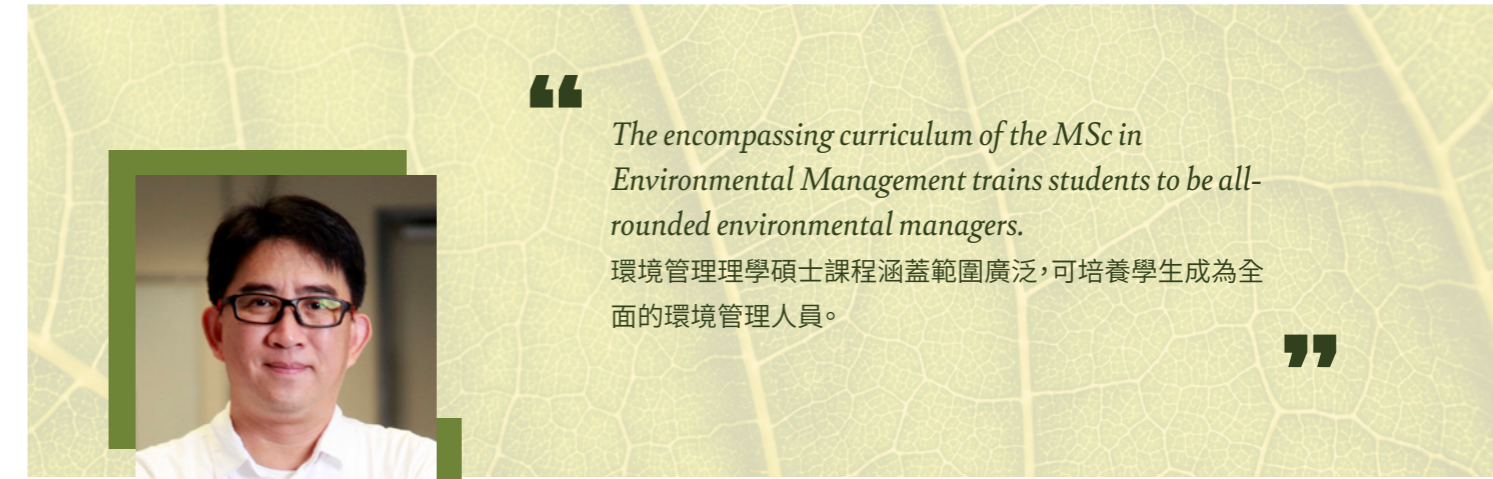 “
The encompassing curriculum of the MSc in
Environmental Management trains students to be all-
rounded environmental managers.
環境管理理學碩士課程涵蓋範圍廣泛，可培養學生成為全
面的環境管理人員。
”